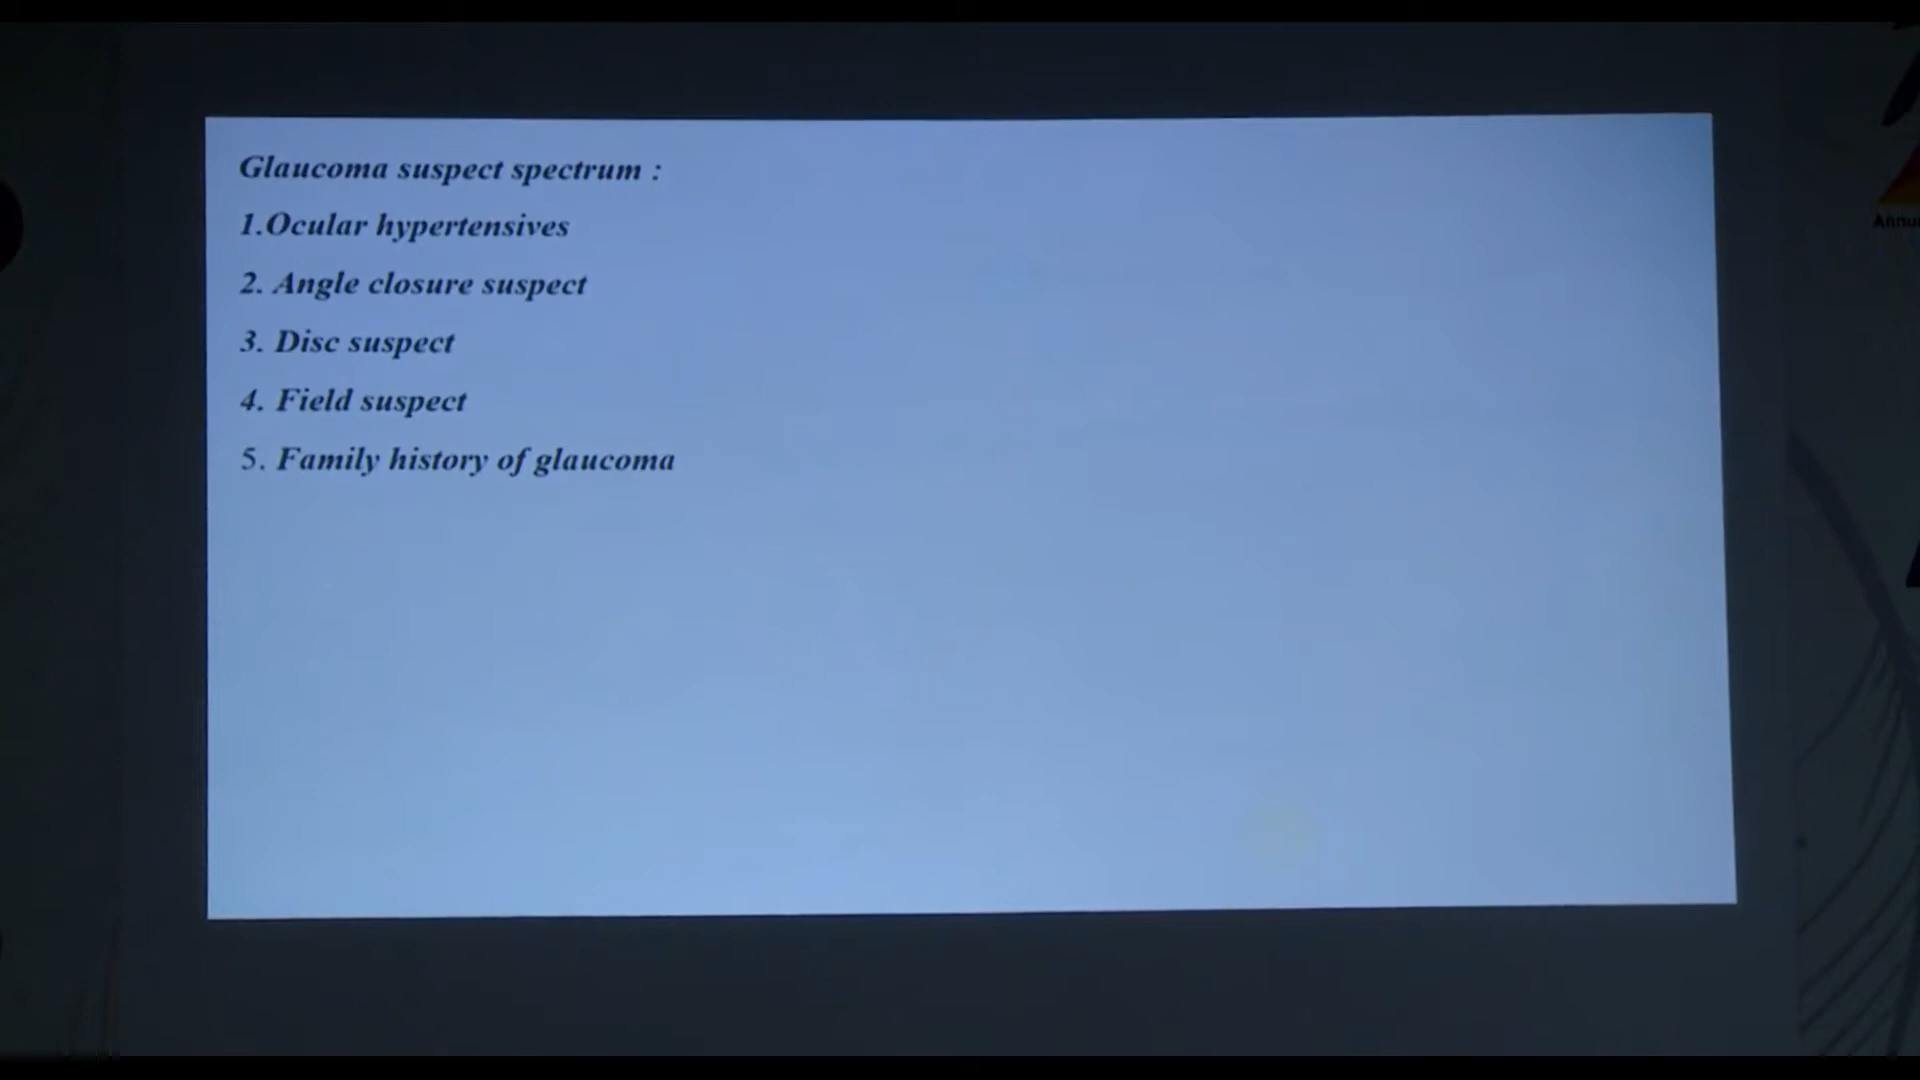 Glaucoma suspect spectrum :
1.Ocular hypertensives
2. Angle closure suspect
3. Disc suspect
4. Field suspect
5. Family history of glaucoma